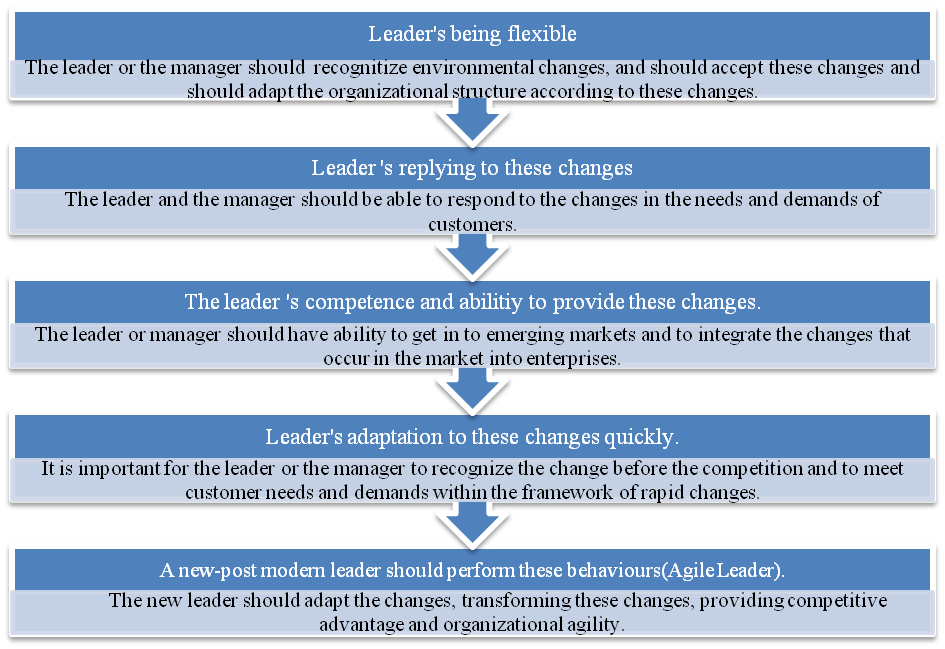 Leader's being flexible
The leader or the manager should recognitize environmental changes, and should accept these changes and
should adapt the organizational structure according to these changes.
Leader 's replying to these changes
The leader and the manager should be able to respond to the changes in the needs and demands of
customers.
The leader 's competence and abilitiy to provide these changes.
The leader or manager should have ability to get in to emerging markets and to integrate the changes that
occur in the market into enterprises.
Leader's adaptation to these changes quickly.
It is important for the leader or the manager to recognize the change before the competition and to meet
customer needs and demands within the framework of rapid changes.
A new-post modern leader should perform these behaviours(Agile Leader).
The new leader should adapt the changes, transforming these changes, providing competitive
advantage and organizational agility.